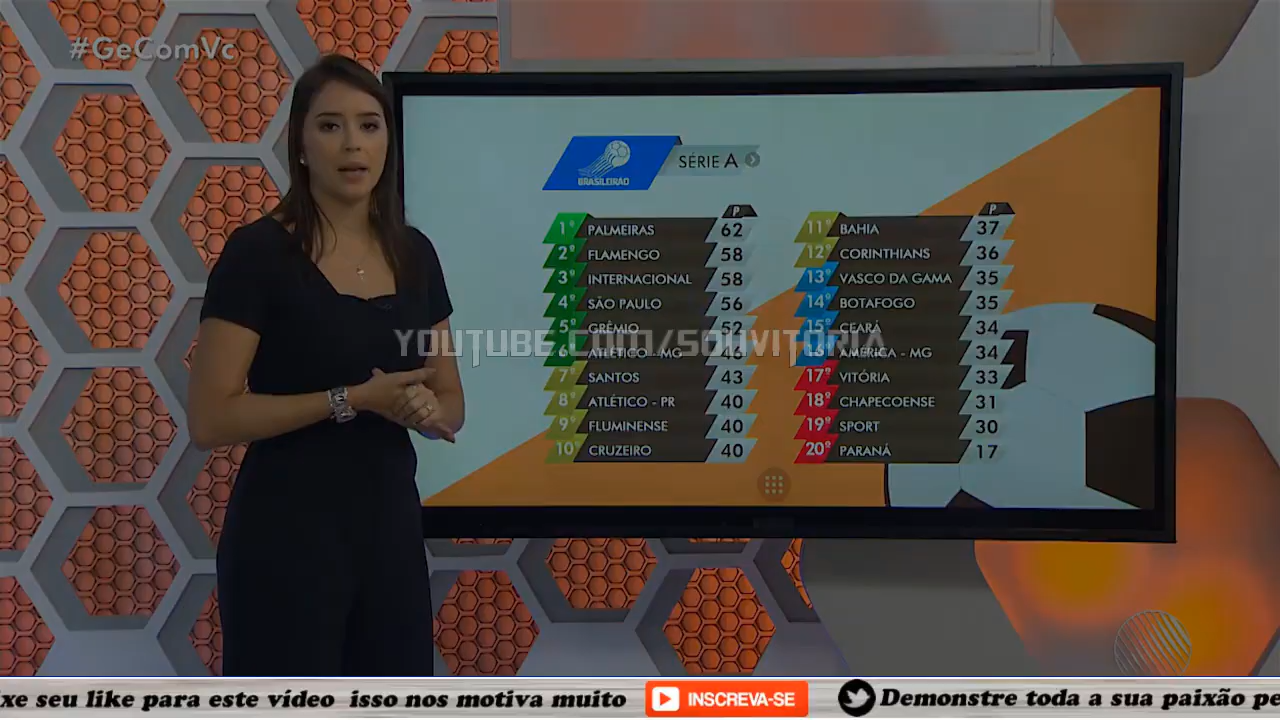 #GeComVc
BRASILEIRÃO
SÉRIE A
P
1º PALMEIRAS 62
2º FLAMENGO 58
3º INTERNACIONAL 58
4º SÃO PAULO 56
5º GRÊMIO 52
6º ATLÉTICO - MG 46
7º SANTOS 43
8º ATLÉTICO - PR 40
9º FLUMINENSE 40
10º CRUZEIRO 40
P
11º BAHIA 37
12º CORINTHIANS 36
13º VASCO DA GAMA 35
14º BOTAFOGO 35
15º CEARÁ 34
16º AMÉRICA - MG 34
17º VITÓRIA 33
18º CHAPECOENSE 31
19º SPORT 30
20º PARANÁ 17
YOUTUBE.COM/SOUVITORIA
ixe seu like para este vídeo isso nos motiva muito INSCREVA-SE Demonstre toda a sua paixão pe